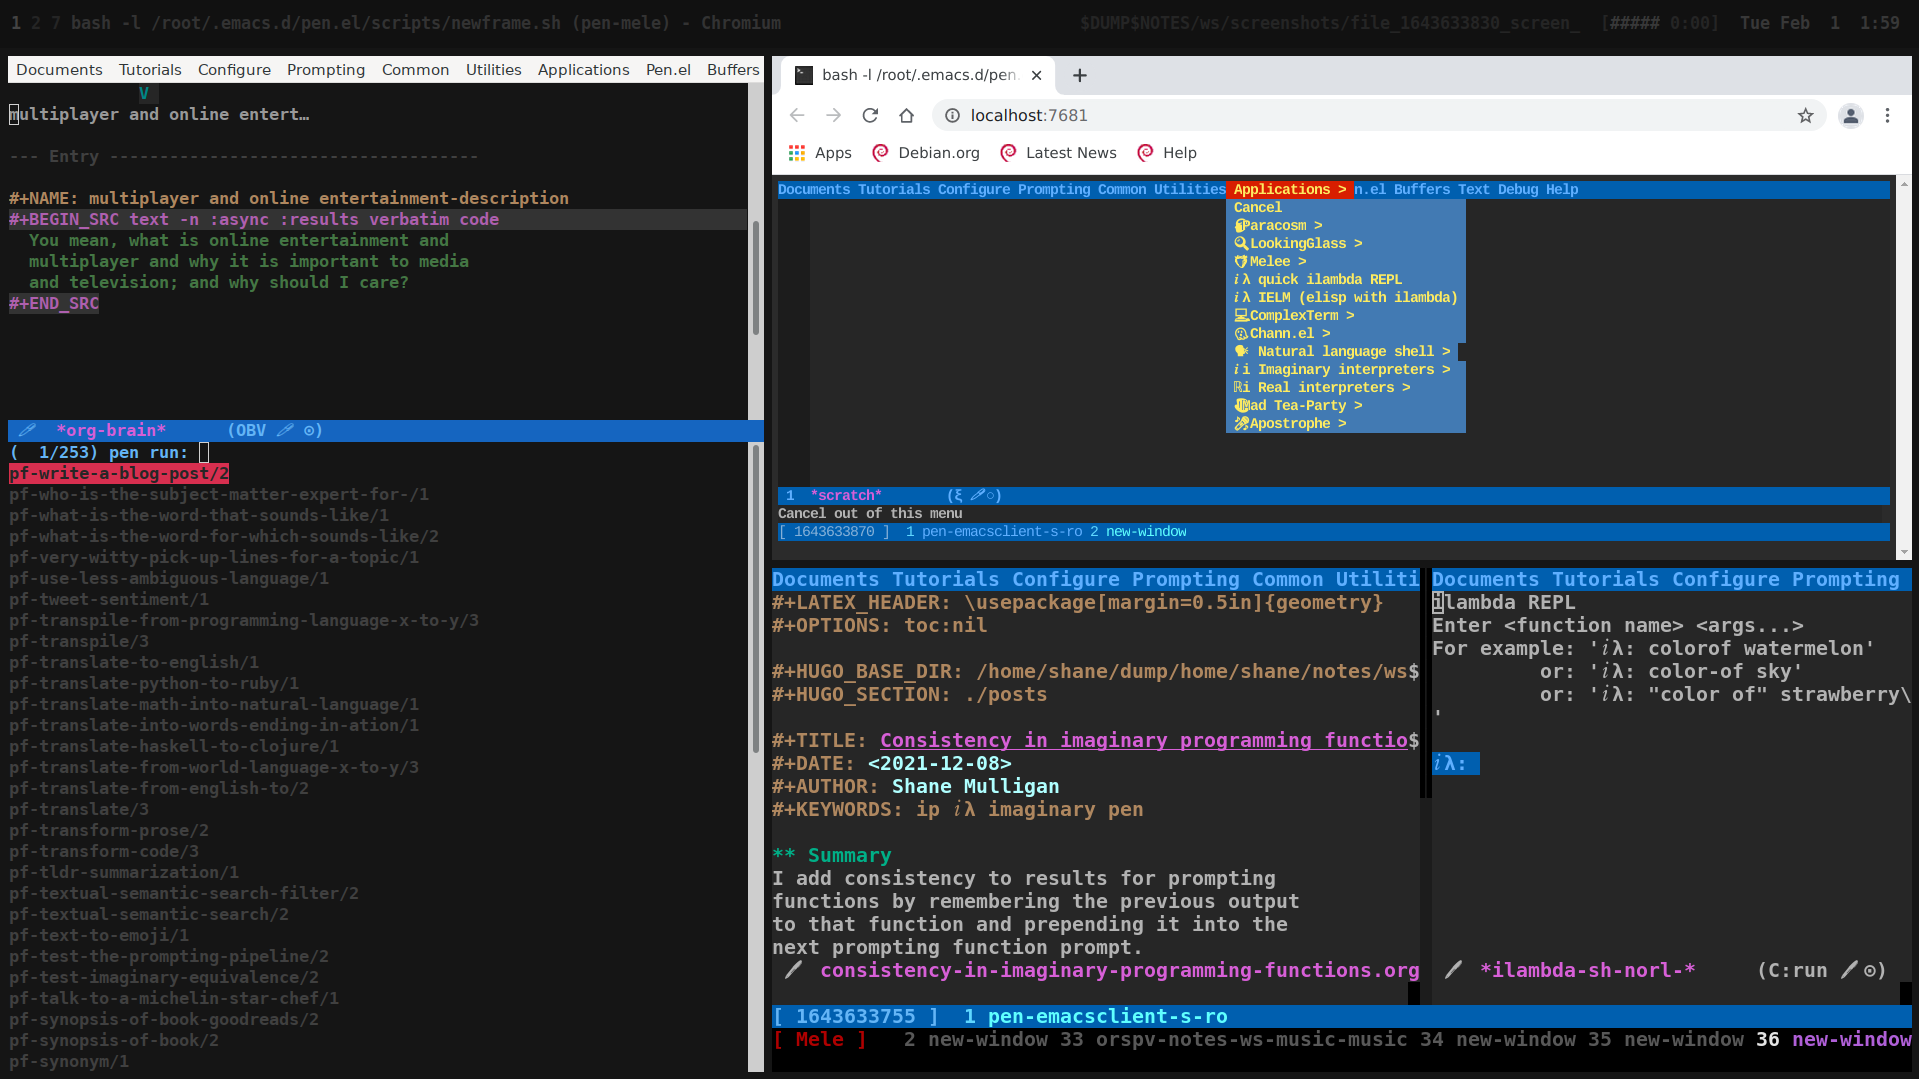 1 2 7 bash -l /root/.emacs.d/pen.el/scripts/newframe.sh (pen-mele) - Chromium
$DUMP$NOTES/ws/screenshots/file_1643633830_screen_ [##### 0:00] Tue Feb  1  1:59
Documents Tutorials Configure Prompting Common Utilities Applications Pen.el Buffers
V
multiplayer and online entert…
--- Entry -------------------------------------
#+NAME: multiplayer and online entertainment-description
#+BEGIN_SRC text -n :async :results verbatim code
You mean, what is online entertainment and
multiplayer and why it is important to media
and television; and why should I care?
#+END_SRC
*org-brain* (OBV ⊙)
(  1/253) pen run:
pf-write-a-blog-post/2
pf-who-is-the-subject-matter-expert-for-/1
pf-what-is-the-word-that-sounds-like/1
pf-what-is-the-word-for-which-sounds-like/2
pf-very-witty-pick-up-lines-for-a-topic/1
pf-use-less-ambiguous-language/1
pf-tweet-sentiment/1
pf-transpile-from-programming-language-x-to-y/3
pf-transpile/3
pf-translate-to-english/1
pf-translate-python-to-ruby/1
pf-translate-math-into-natural-language/1
pf-translate-into-words-ending-in-ation/1
pf-translate-haskell-to-clojure/1
pf-translate-from-world-language-x-to-y/3
pf-translate-from-english-to/2
pf-translate/3
pf-transform-prose/2
pf-transform-code/3
pf-tldr-summarization/1
pf-textual-semantic-search-filter/2
pf-textual-semantic-search/2
pf-text-to-emoji/1
pf-test-the-prompting-pipeline/2
pf-test-imaginary-equivalence/2
pf-talk-to-a-michelin-star-chef/1
pf-synopsis-of-book-goodreads/2
pf-synopsis-of-book/2
pf-synonym/1
bash -l /root/.emacs.d/pen.
localhost:7681
Apps Debian.org Latest News Help
Documents Tutorials Configure Prompting Common Utilities Applications > n.el Buffers Text Debug Help
Cancel
Paracosm >
LookingGlass >
Melee >
𝑖λ quick ilambda REPL
𝑖λ IELM (elisp with ilambda)
ComplexTerm >
Chann.el >
Natural language shell >
𝑖i Imaginary interpreters >
ℝi Real interpreters >
Mad Tea-Party >
Apostrophe >
1 *scratch* (ξ ○)
Cancel out of this menu
[ 1643633870 ]  1 pen-emacsclient-s-ro 2 new-window
Documents Tutorials Configure Prompting Common Utiliti
#+LATEX_HEADER: \usepackage[margin=0.5in]{geometry}
#+OPTIONS: toc:nil
#+HUGO_BASE_DIR: /home/shane/dump/home/shane/notes/ws$
#+HUGO_SECTION: ./posts
#+TITLE: Consistency in imaginary programming functio$
#+DATE: <2021-12-08>
#+AUTHOR: Shane Mulligan
#+KEYWORDS: ip 𝑖λ imaginary pen
** Summary
I add consistency to results for prompting
functions by remembering the previous output
to that function and prepending it into the
next prompting function prompt.
consistency-in-imaginary-programming-functions.org
Documents Tutorials Configure Prompting
ilambda REPL
Enter <function name> <args...>
For example: '𝑖λ: colorof watermelon'
or: '𝑖λ: color-of sky'
or: '𝑖λ: "color of" strawberry\
'
𝑖λ:
*ilambda-sh-norl-* (C:run ⊙)
[ 1643633755 ]  1 pen-emacsclient-s-ro
[ Mele ]   2 new-window 33 orspv-notes-ws-music-music 34 new-window 35 new-window 36 new-window